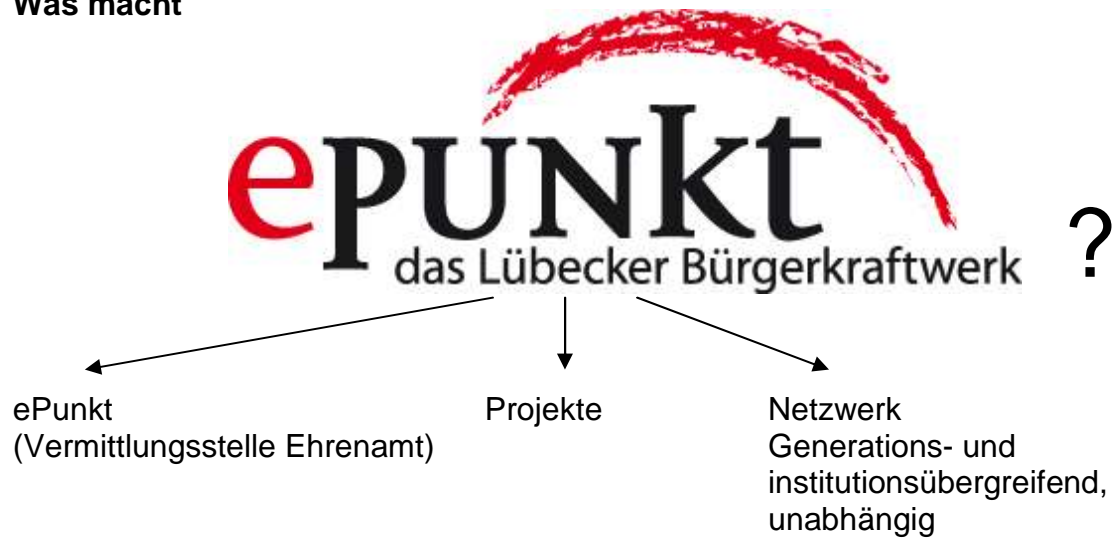 Was macht
ePUNkt
das Lübecker Bürgerkraftwerk ?
ePunkt
(Vermittlungsstelle Ehrenamt)
Projekte
Netzwerk
Generations- und
institutionsübergreifend,
unabhängig